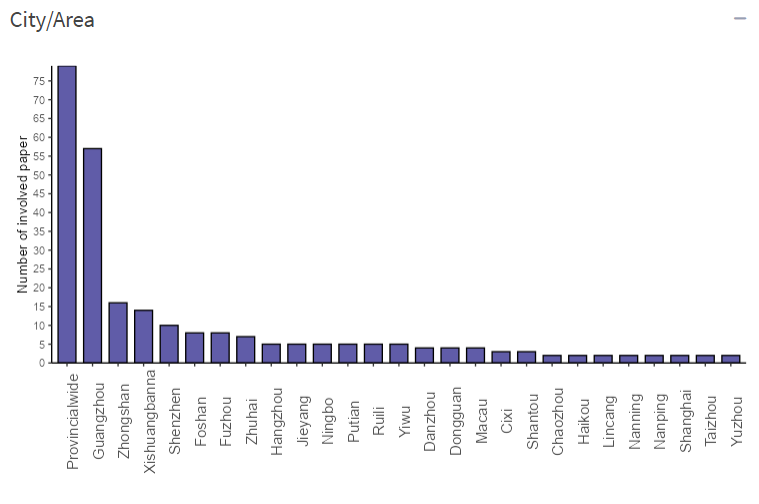 City/Area
Number of involved paper
75
70
65
60
55
50
45
40
35
30
25
20
15
10
5
0
Provincialwide
Guangzhou
Zhongshan
Xishuangbanna
Shenzhen
Foshan
Fuzhou
Zhuhai
Hangzhou
Jieyang
Ningbo
Putian
Ruili
Yiwu
Danzhou
Dongguan
Macau
Cixi
Shantou
Chaozhou
Haikou
Lincang
Nanning
Nanping
Shanghai
Taizhou
Yuzhou